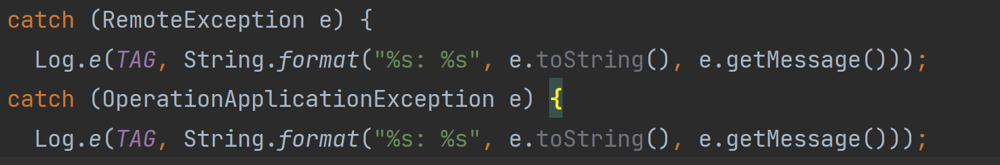 catch (RemoteException e) {
  Log.e(TAG, String.format("%s: %s", e.toString(), e.getMessage()));
catch (OperationApplicationException e) {
  Log.e(TAG, String.format("%s: %s", e.toString(), e.getMessage()));